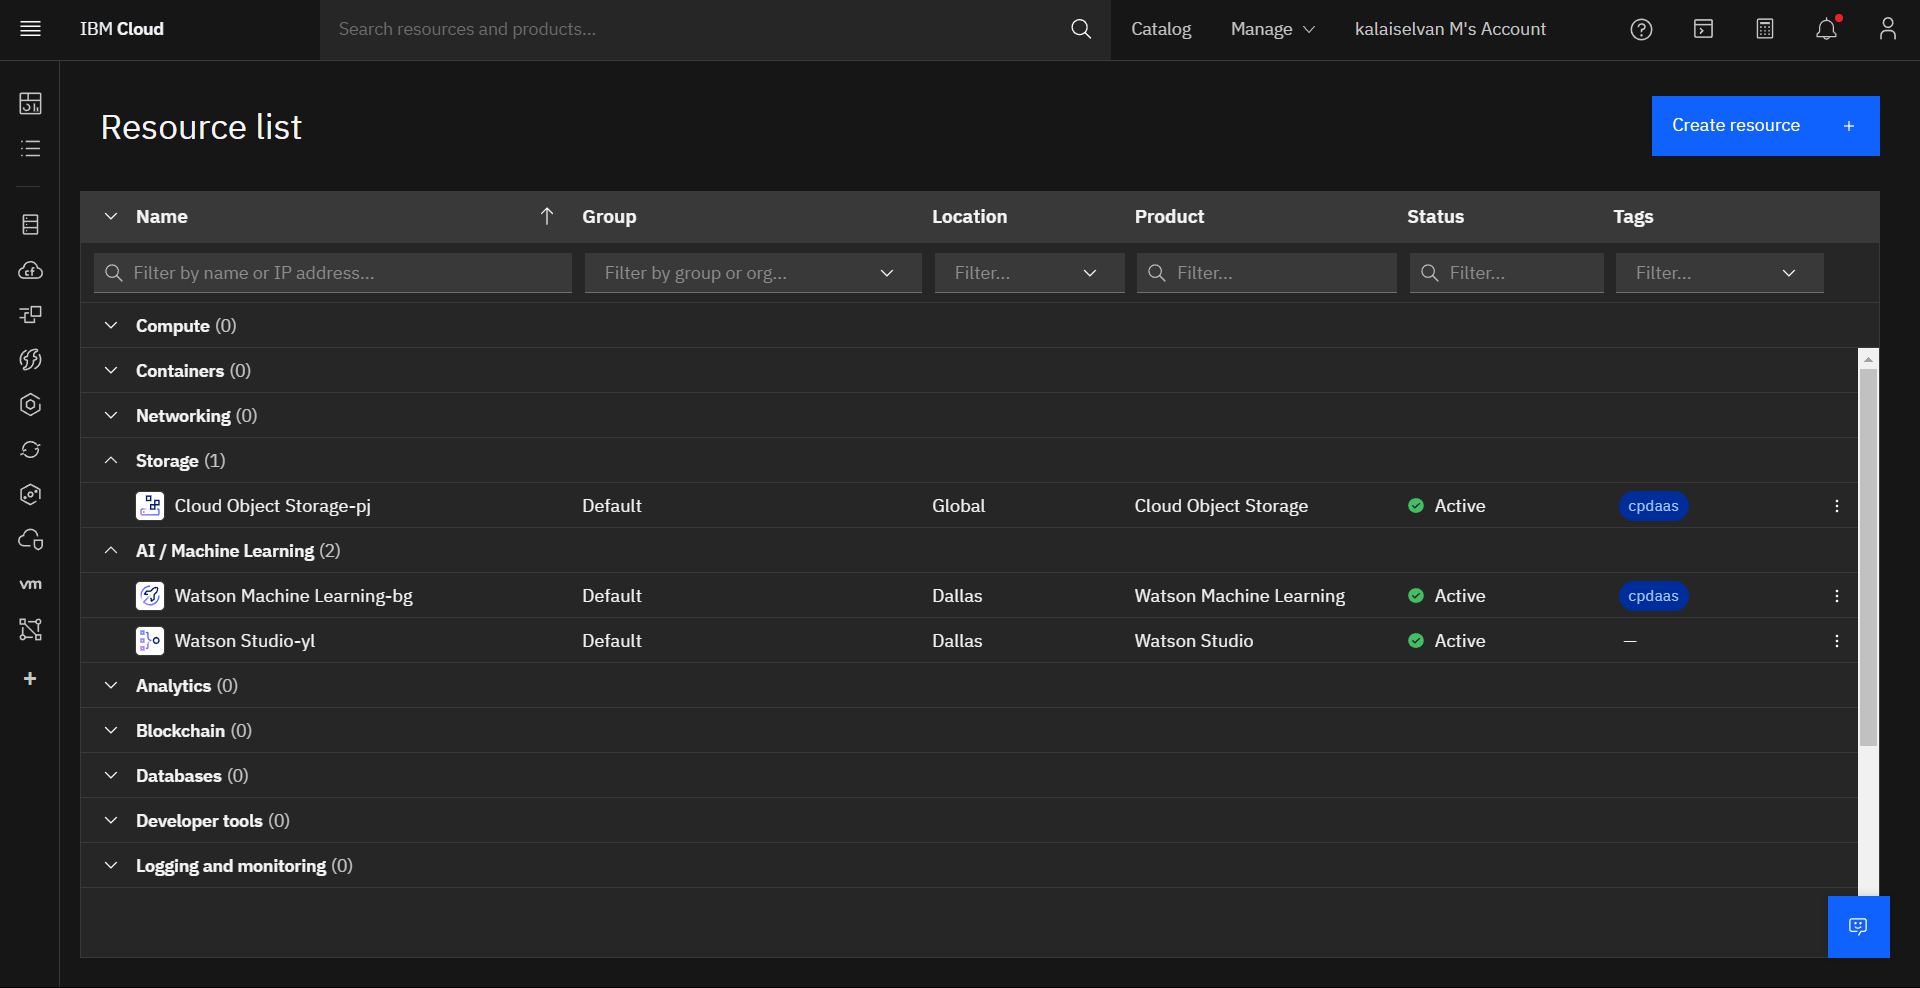 IBM Cloud Search resources and products... Catalog Manage kalaiselvan M's Account
Resource list
Create resource +
Name Group Location Product Status Tags
Filter by name or IP address... Filter by group or org... Filter... Filter... Filter... Filter...
Compute (0)
Containers (0)
Networking (0)
Storage (1)
Cloud Object Storage-pj Default Global Cloud Object Storage Active cpdaas
AI / Machine Learning (2)
Watson Machine Learning-bg Default Dallas Watson Machine Learning Active cpdaas
Watson Studio-yl Default Dallas Watson Studio Active —
vm
Analytics (0)
Blockchain (0)
Databases (0)
Developer tools (0)
Logging and monitoring (0)